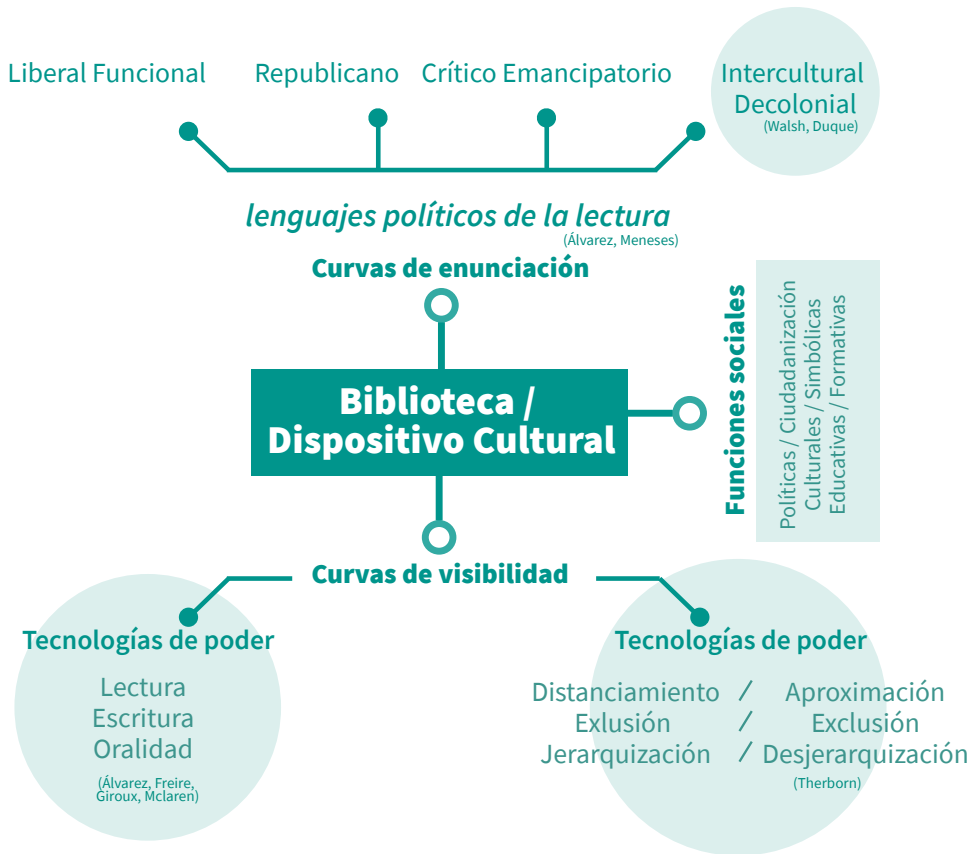 Liberal Funcional
Republicano
Crítico Emancipatorio
Intercultural
Decolonial
(Walsh, Duque)
lenguajes políticos de la lectura
(Álvarez, Meneses)
Curvas de enunciación
Biblioteca /
Dispositivo Cultural
Funciones sociales
Políticas / Ciudadanización
Culturales / Simbólicas
Educativas / Formativas
Curvas de visibilidad
Tecnologías de poder
Lectura
Escritura
Oralidad
(Álvarez, Freire,
Giroux, Mclaren)
Tecnologías de poder
Distanciamiento / Aproximación
Exlusión / Exclusión
Jerarquización / Desjerarquización
(Therborn)